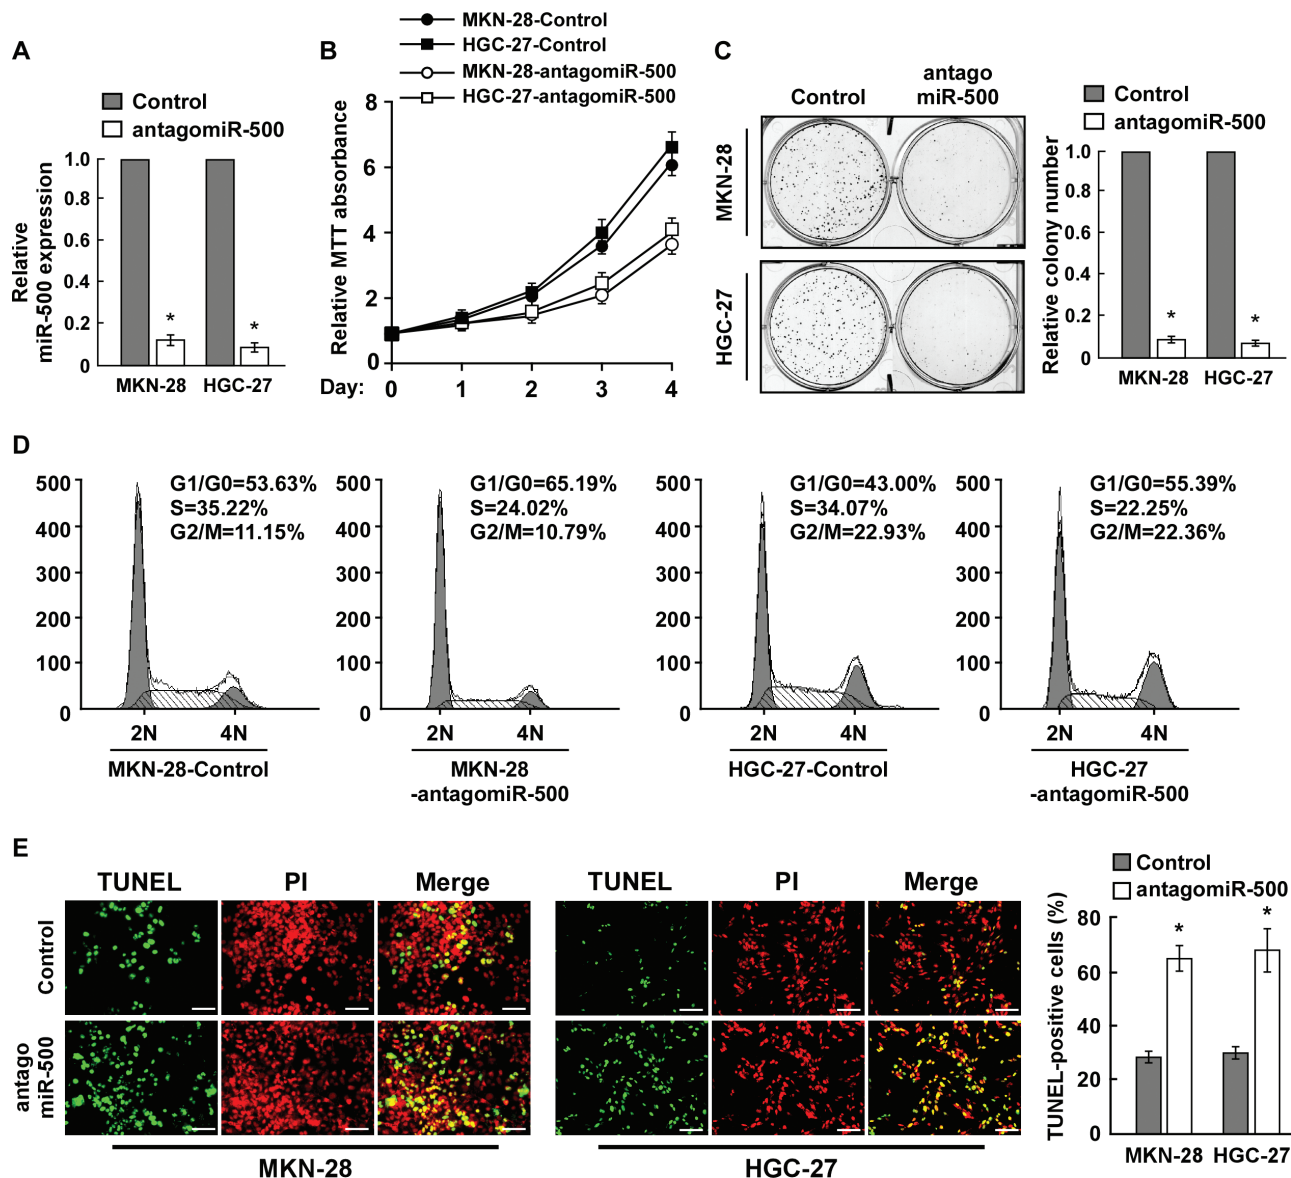 A
Control
antagomiR-500
Relative
miR-500 expression
1.0
0.8
0.6
0.4
0.2
0
*
*
MKN-28
HGC-27
B
MKN-28-Control
HGC-27-Control
MKN-28-antagomiR-500
HGC-27-antagomiR-500
Relative MTT absorbance
8
6
4
2
0
Day:
0
1
2
3
4
C
Control
antago
miR-500
MKN-28
HGC-27
Control
antagomiR-500
Relative colony number
1.0
0.8
0.6
0.4
0.2
0
*
*
MKN-28
HGC-27
D
500
400
300
200
100
0
G1/G0=53.63%
S=35.22%
G2/M=11.15%
2N
4N
MKN-28-Control
500
400
300
200
100
0
G1/G0=65.19%
S=24.02%
G2/M=10.79%
2N
4N
MKN-28
-antagomiR-500
500
400
300
200
100
0
G1/G0=43.00%
S=34.07%
G2/M=22.93%
2N
4N
HGC-27-Control
500
400
300
200
100
0
G1/G0=55.39%
S=22.25%
G2/M=22.36%
2N
4N
HGC-27
-antagomiR-500
E
TUNEL
PI
Merge
TUNEL
PI
Merge
Control
antago
miR-500
MKN-28
HGC-27
Control
antagomiR-500
TUNEL-positive cells (%)
80
60
40
20
0
*
*
MKN-28
HGC-27